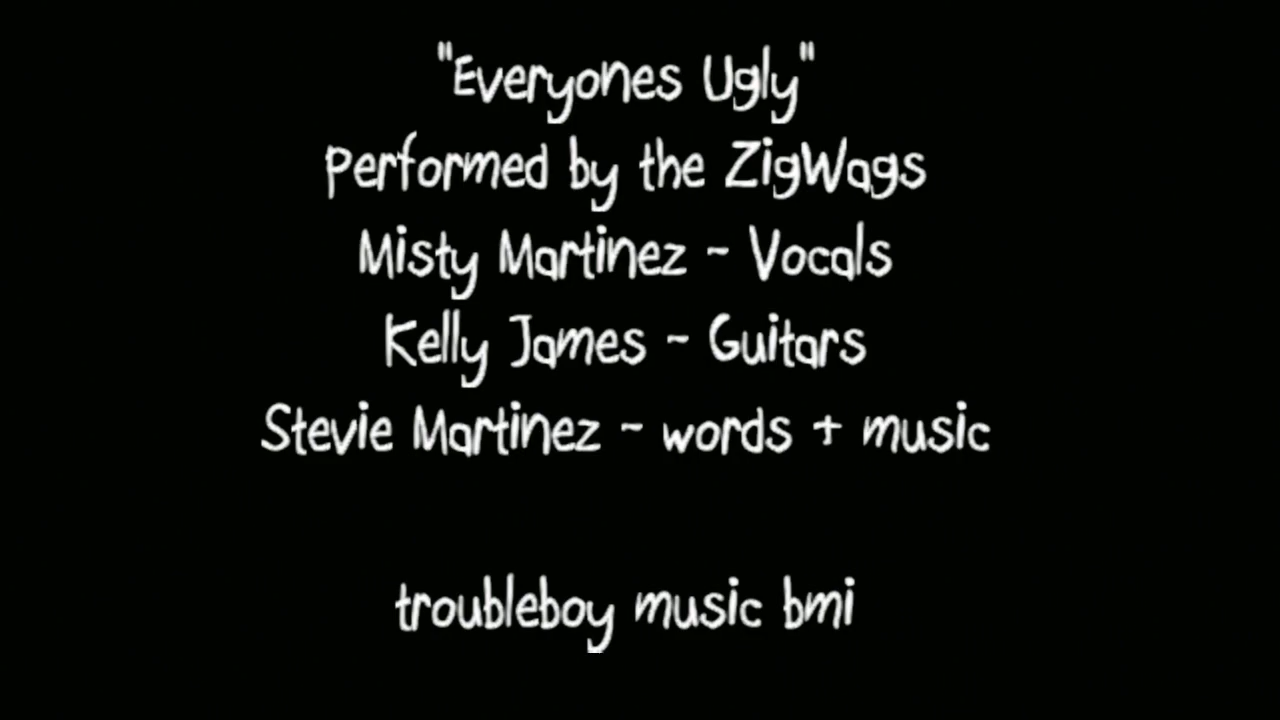 "Everyones Ugly"
Performed by the ZigWags
Misty Martinez - Vocals
Kelly James - Guitars
Stevie Martinez - words + music
troubleboy music bmi